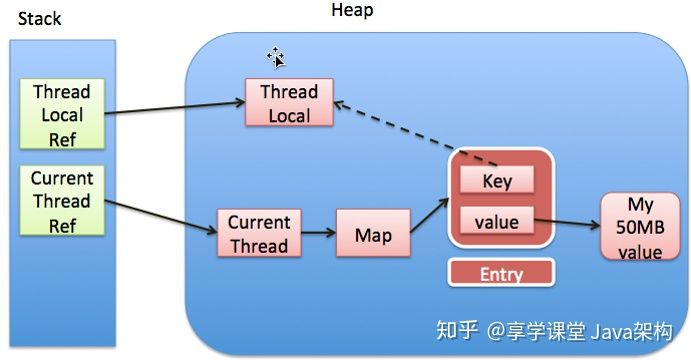 Stack
Heap
Thread
Local
Ref
Thread
Local
Current
Thread
Ref
Key
value
Current
Thread
Map
My
50MB
value
Entry
知乎 @享学课堂 Java架构